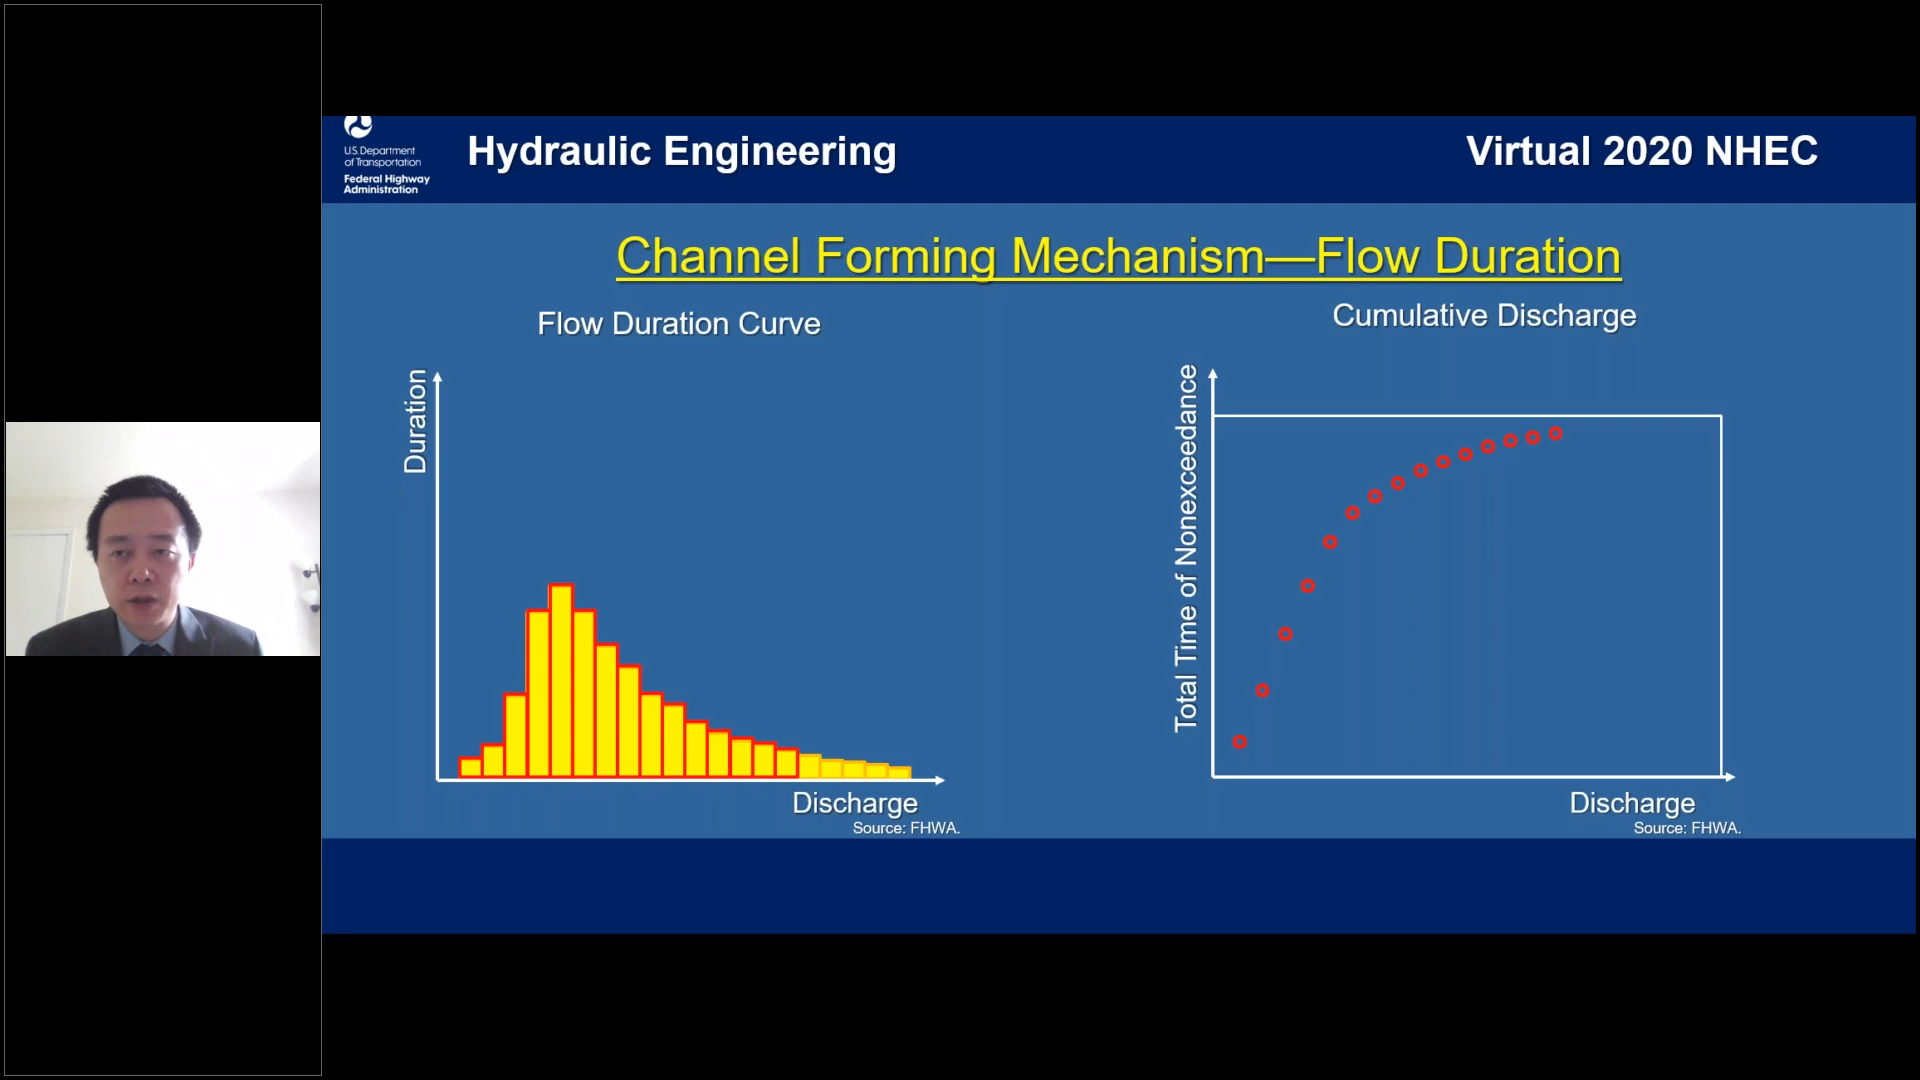 U.S. Department
of Transportation
Federal Highway
Administration
Hydraulic Engineering
Virtual 2020 NHEC
Channel Forming Mechanism—Flow Duration
Flow Duration Curve
Duration
Discharge
Source: FHWA.
Cumulative Discharge
Total Time of Nonexceedance
Discharge
Source: FHWA.